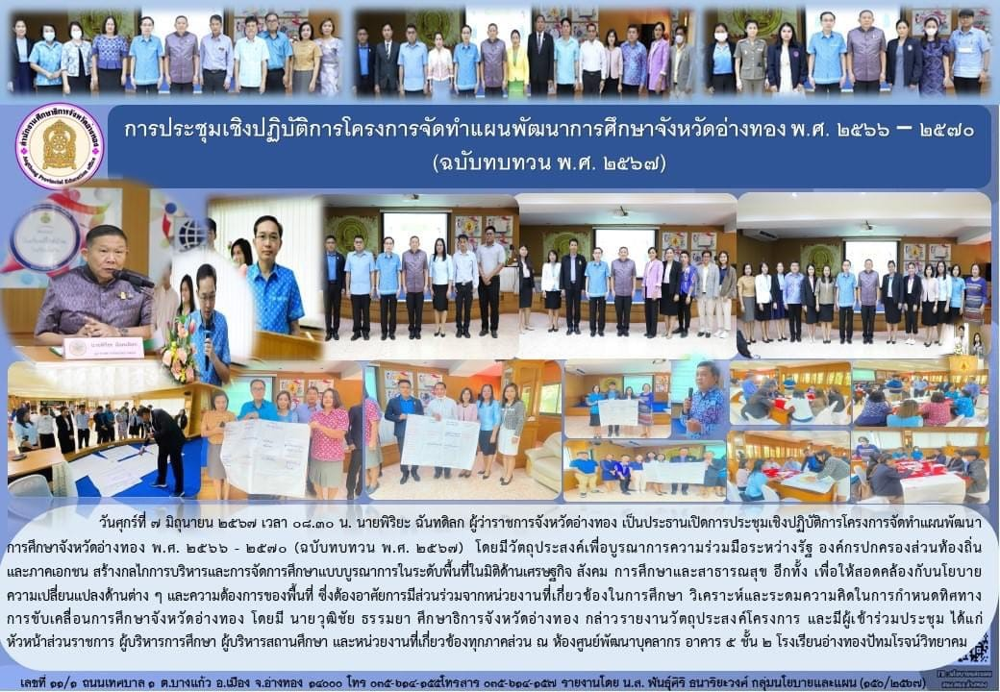 สำนักงานศึกษาธิการจังหวัดอ่างทอง
Angthong Provincial Education Office
การประชุมเชิงปฏิบัติการโครงการจัดทำแผนพัฒนาการศึกษาจังหวัดอ่างทอง พ.ศ. ๒๕๖๖ – ๒๕๗๐
(ฉบับทบทวน พ.ศ. ๒๕๖๗)
วันศุกร์ที่ ๗ มิถุนายน ๒๕๖๗ เวลา ๐๘.๓๐ น. นายพิริยะ ฉันทดิลก ผู้ว่าราชการจังหวัดอ่างทอง เป็นประธานเปิดการประชุมเชิงปฏิบัติการโครงการจัดทำแผนพัฒนา
การศึกษาจังหวัดอ่างทอง พ.ศ. ๒๕๖๖ - ๒๕๗๐ (ฉบับทบทวน พ.ศ. ๒๕๖๗) โดยมีวัตถุประสงค์เพื่อบูรณาการความร่วมมือระหว่างรัฐ องค์กรปกครองส่วนท้องถิ่น
และภาคเอกชน สร้างกลไกการบริหารและการจัดการศึกษาแบบบูรณาการในระดับพื้นที่ในมิติด้านเศรษฐกิจ สังคม การศึกษาและสาธารณสุข อีกทั้ง เพื่อให้สอดคล้องกับนโยบาย
ความเปลี่ยนแปลงด้านต่าง ๆ และความต้องการของพื้นที่ ซึ่งต้องอาศัยการมีส่วนร่วมจากหน่วยงานที่เกี่ยวข้องในการศึกษา วิเคราะห์และระดมความคิดในการกำหนดทิศทาง
การขับเคลื่อนการศึกษาจังหวัดอ่างทอง โดยมี นายวุฒิชัย ธรรมยา ศึกษาธิการจังหวัดอ่างทอง กล่าวรายงานวัตถุประสงค์โครงการ และมีผู้เข้าร่วมประชุม ได้แก่
หัวหน้าส่วนราชการ ผู้บริหารการศึกษา ผู้บริหารสถานศึกษา และหน่วยงานที่เกี่ยวข้องทุกภาคส่วน ณ ห้องศูนย์พัฒนาบุคลากร อาคาร ๕ ชั้น ๒ โรงเรียนอ่างทองปัทมโรจน์วิทยาคม
เลขที่ ๑๑/๑ ถนนเทศบาล ๑ ต.บางแก้ว อ.เมือง จ.อ่างทอง ๑๔๐๐๐ โทร ๐๓๕-๖๑๔-๑๕๕โทรสาร ๐๓๕-๖๑๔-๑๕๗ รายงานโดย น.ส. พันธุ์ศิริ ธนาริยะวงศ์ กลุ่มนโยบายและแผน (๑๕๐/๒๕๖๗)